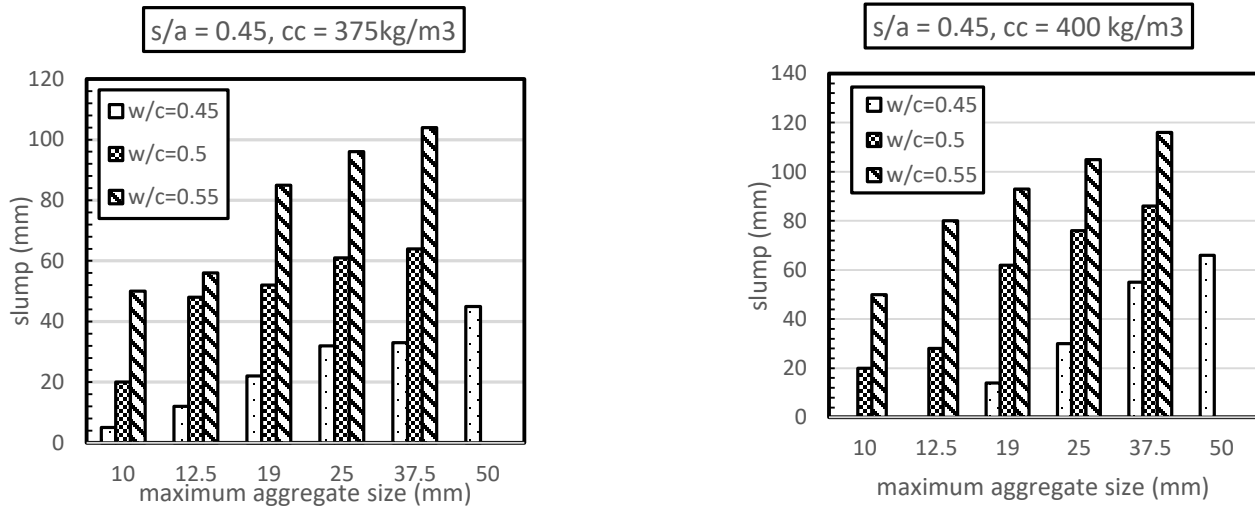 s/a = 0.45, cc = 375kg/m3
120
100
80
60
40
20
0
slump (mm)
w/c=0.45
w/c=0.5
w/c=0.55
10 12.5 19 25 37.5 50
maximum aggregate size (mm)
s/a = 0.45, cc = 400 kg/m3
140
120
100
80
60
40
20
0
slump (mm)
w/c=0.45
w/c=0.5
w/c=0.55
10 12.5 19 25 37.5 50
maximum aggregate size (mm)